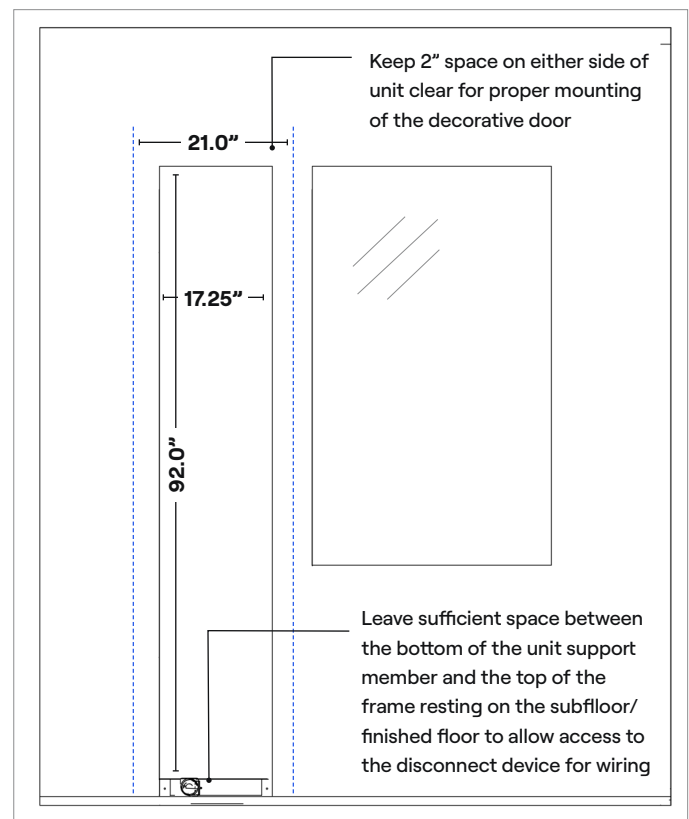 Keep 2” space on either side of
unit clear for proper mounting
of the decorative door
21.0”
17.25”
92.0”
Leave sufficient space between
the bottom of the unit support
member and the top of the
frame resting on the subflloor/
finished floor to allow access to
the disconnect device for wiring